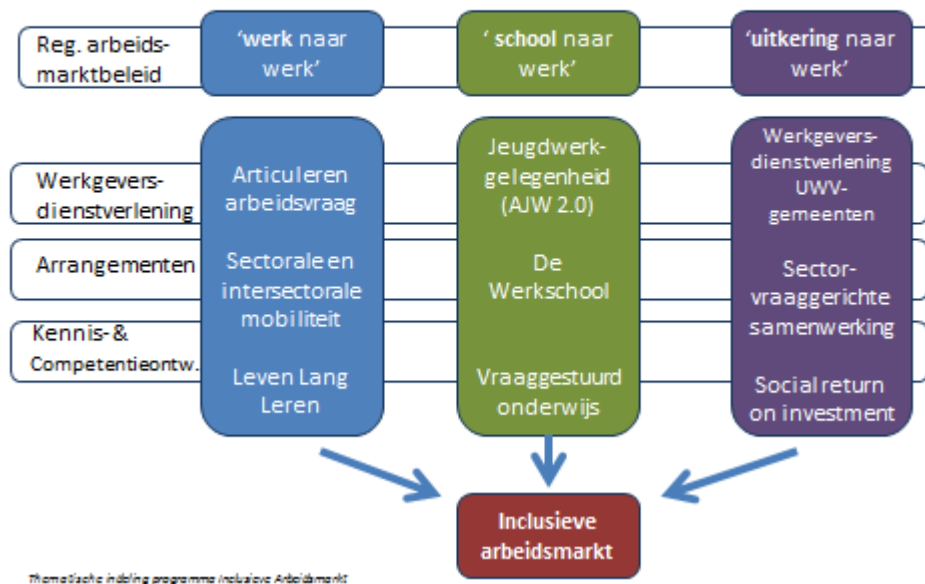 Reg. arbeids-
marktbeleid
'werk naar
werk'
' school naar
werk'
'uitkering naar
werk'
Werkgevers-
dienstverlening
Arrangementen
Kennis- &
Competentieontw.
Articuleren
arbeidsvraag
Sectorale en
intersectorale
mobiliteit
Leven Lang
Leren
Jeugdwerk-
gelegenheid
(AJW 2.0)
De
Werkschool
Vraaggestuurd
onderwijs
Werkgevers-
dienstverlening
UWV-
gemeenten
Sector-
vraaggerichte
samenwerking
Social return
on investment
Inclusieve
arbeidsmarkt
Thematische indeling programma Inclusieve Arbeidsmarkt